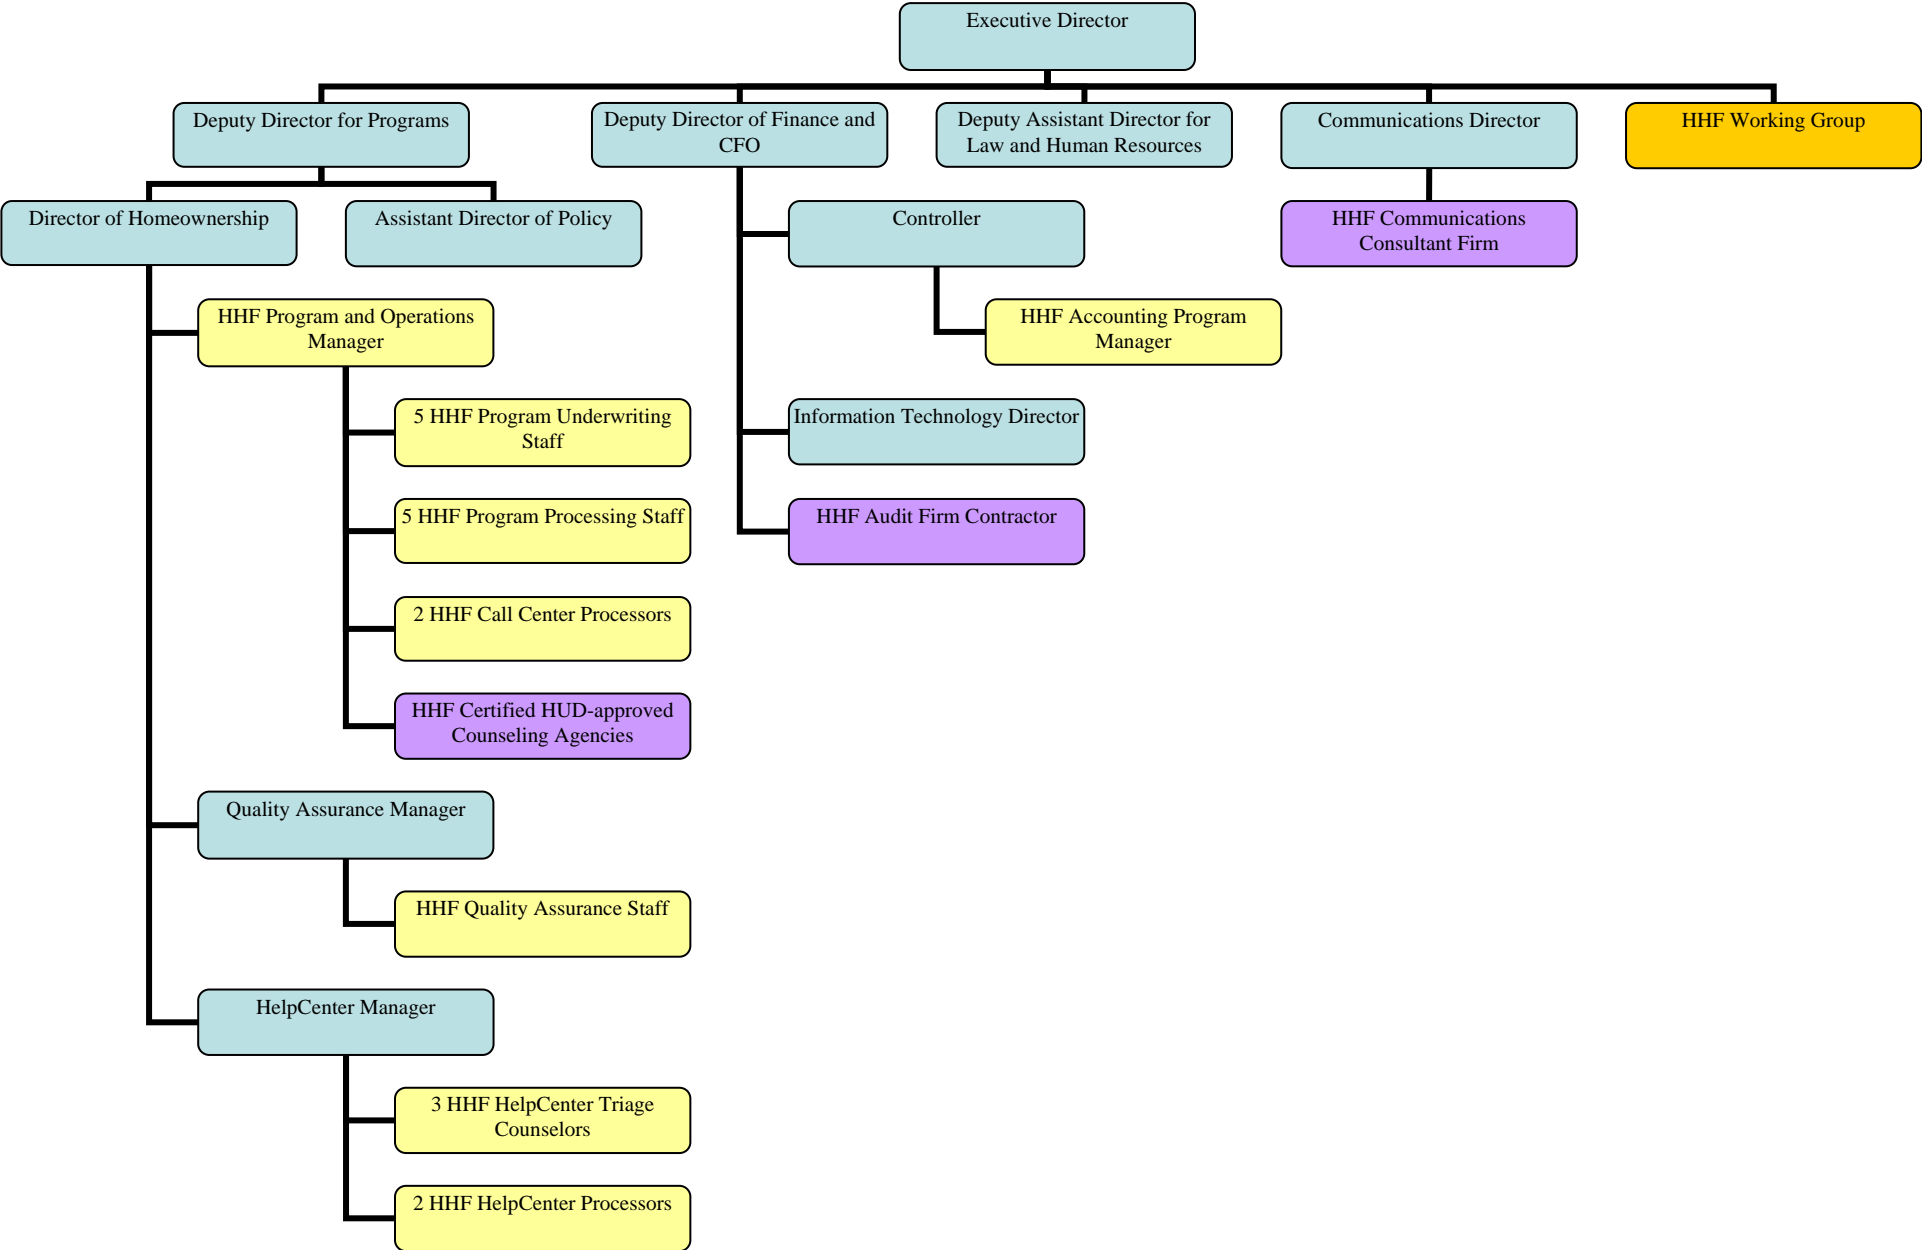 Executive Director
Deputy Director for Programs
Deputy Director of Finance and
CFO
Deputy Assistant Director for
Law and Human Resources
Communications Director
HHF Working Group
Director of Homeownership
Assistant Director of Policy
Controller
HHF Communications
Consultant Firm
HHF Program and Operations
Manager
HHF Accounting Program
Manager
5 HHF Program Underwriting
Staff
Information Technology Director
5 HHF Program Processing Staff
HHF Audit Firm Contractor
2 HHF Call Center Processors
HHF Certified HUD-approved
Counseling Agencies
Quality Assurance Manager
HHF Quality Assurance Staff
HelpCenter Manager
3 HHF HelpCenter Triage
Counselors
2 HHF HelpCenter Processors